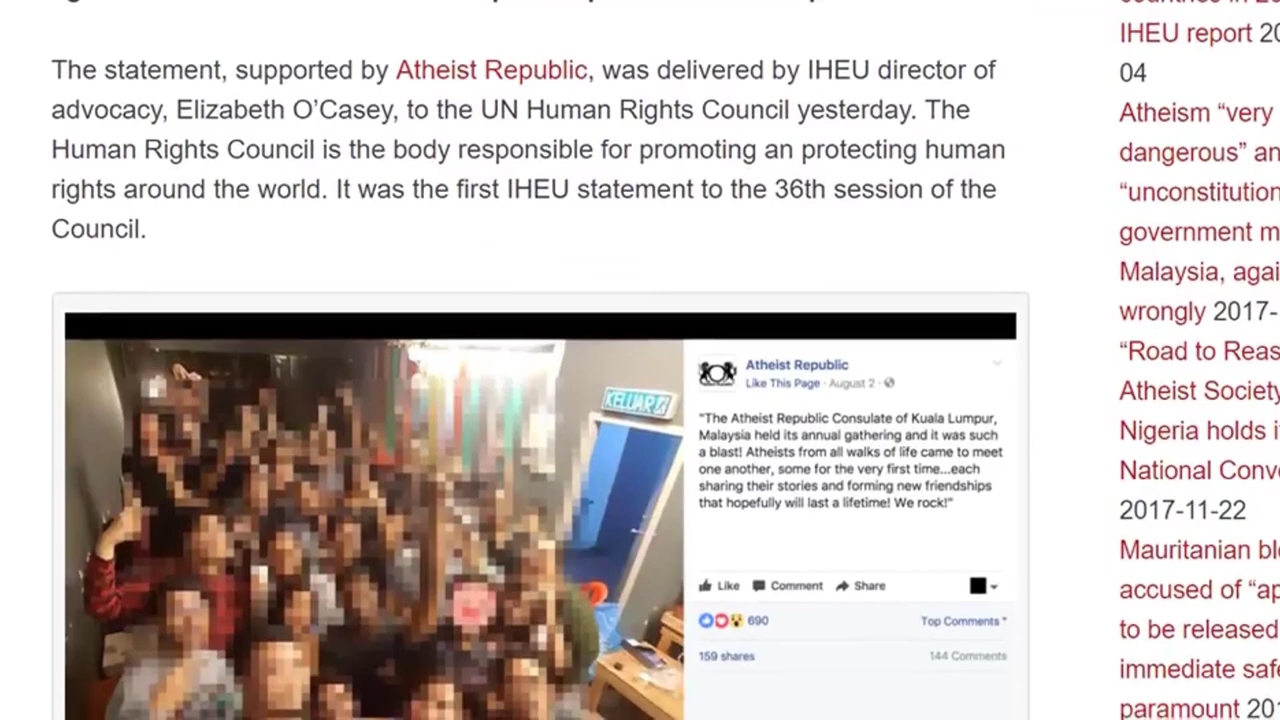 The statement, supported by Atheist Republic, was delivered by IHEU director of
advocacy, Elizabeth O’Casey, to the UN Human Rights Council yesterday. The
Human Rights Council is the body responsible for promoting an protecting human
rights around the world. It was the first IHEU statement to the 36th session of the
Council.
KELUAR
Atheist Republic
Like This Page · August 2 ·
"The Atheist Republic Consulate of Kuala Lumpur,
Malaysia held its annual gathering and it was such
a blast! Atheists from all walks of life came to meet
one another, some for the very first time...each
sharing their stories and forming new friendships
that hopefully will last a lifetime! We rock!"
Like Comment Share
690 Top Comments
159 shares 144 Comments
IHEU report 20
04
Atheism “very
dangerous” an
“unconstitution
government m
Malaysia, agai
wrongly 2017-
“Road to Reas
Atheist Society
Nigeria holds i
National Conve
2017-11-22
Mauritanian blo
accused of “ap
to be released
immediate safe
paramount 201